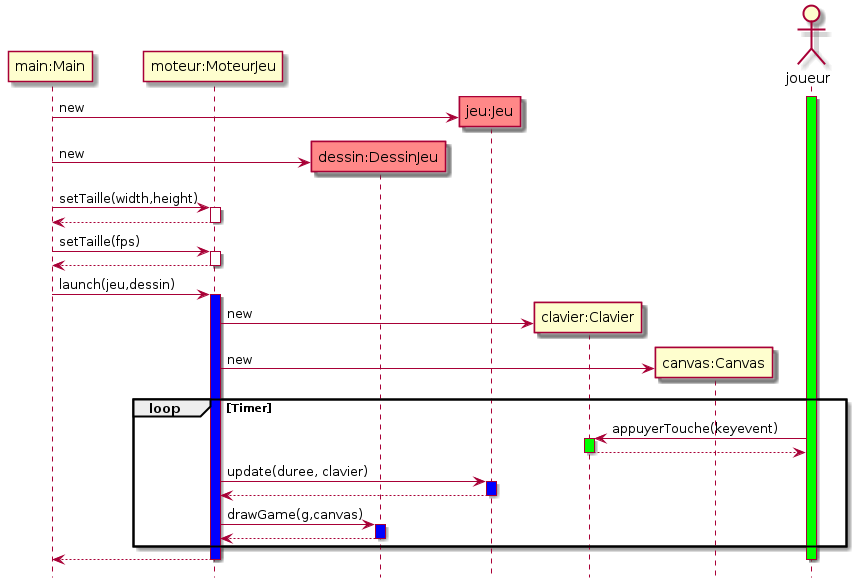 joueur
main:Main
moteur:MoteurJeu
new
jeu:Jeu
new
dessin:DessinJeu
setTaille(width,height)
setTaille(fps)
launch(jeu,dessin)
new
clavier:Clavier
new
canvas:Canvas
loop [Timer]
appuyerTouche(keyevent)
update(duree, clavier)
drawGame(g,canvas)